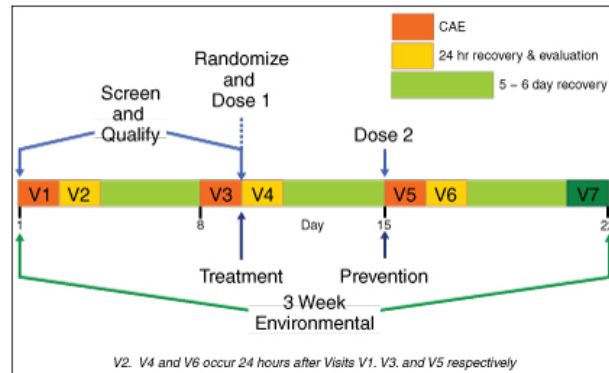 CAE
24 hr recovery & evaluation
5 – 6 day recovery
Randomize
and
Dose 1
Screen
and
Qualify
Dose 2
V1 V2 V3 V4 V5 V6 V7
1 8 Day 15
Treatment Prevention
3 Week
Environmental
V2. V4 and V6 occur 24 hours after Visits V1. V3. and V5 respectively